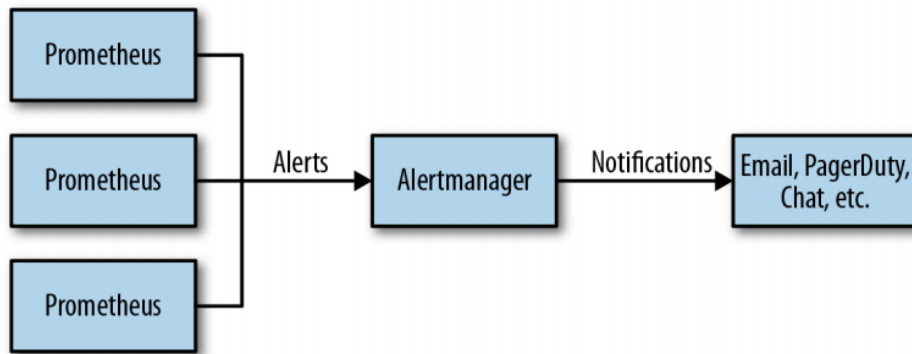 Prometheus
Prometheus
Alerts
Alertmanager
Notifications
Email, PagerDuty,
Chat, etc.
Prometheus